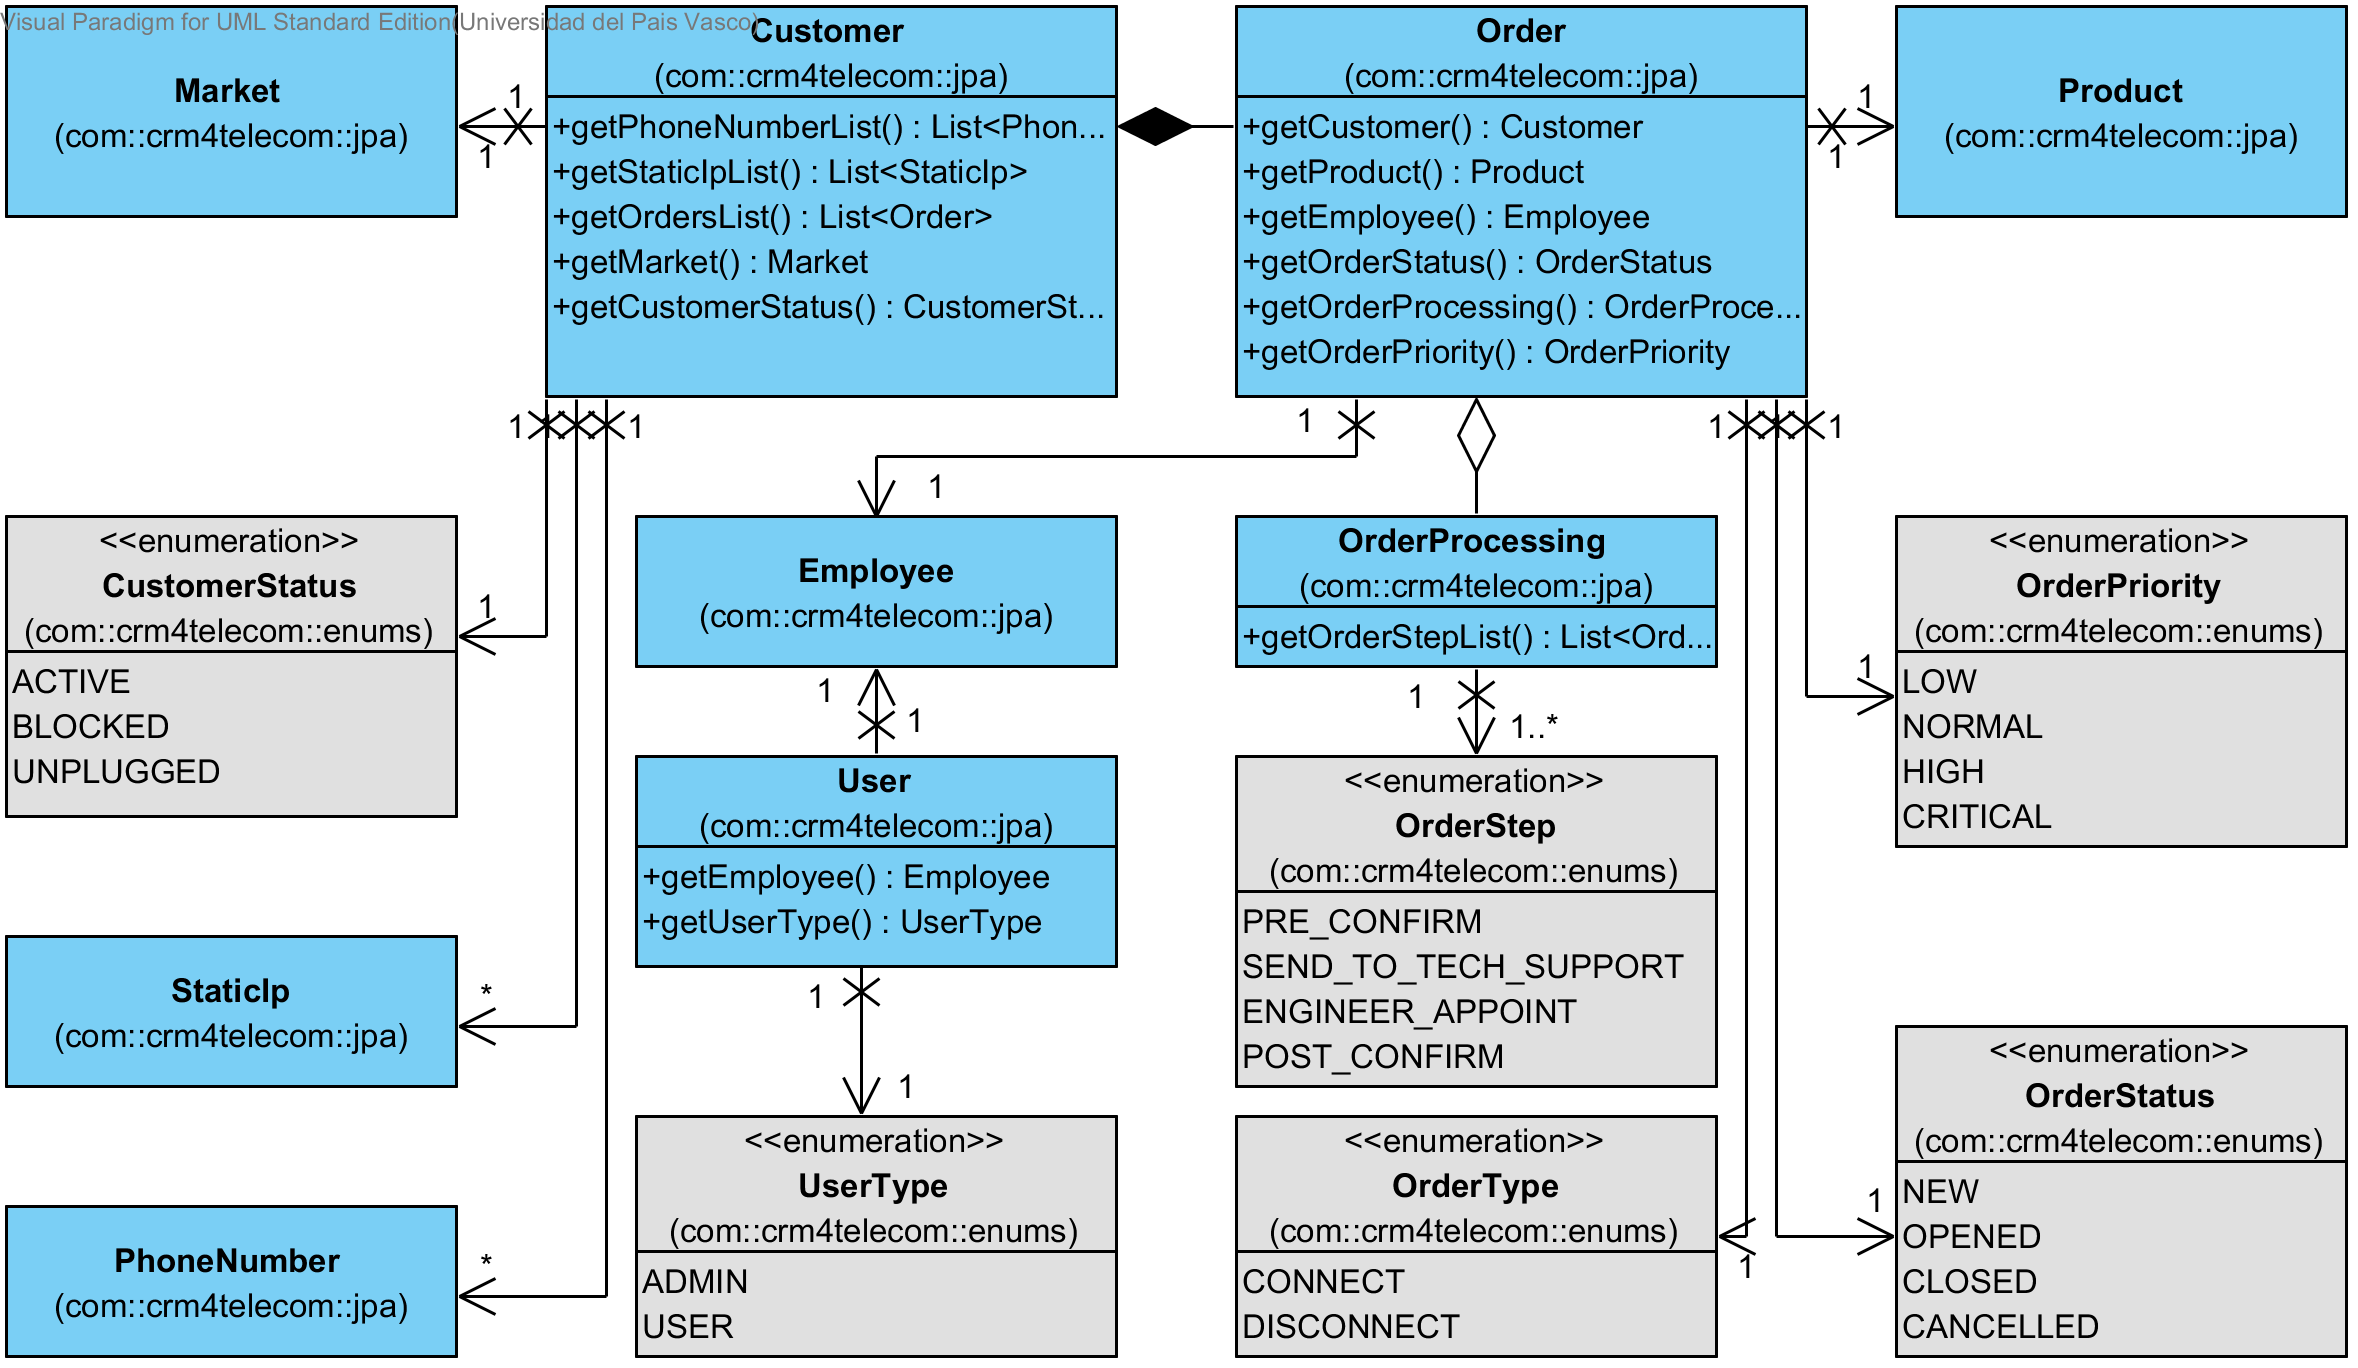 Visual Paradigm for UML Standard Edition(Universidad del Pais Vasco)
Market
(com::crm4telecom::jpa)
1
1
Customer
(com::crm4telecom::jpa)
+getPhoneNumberList() : List<Phon...
+getStaticIpList() : List<StaticIp>
+getOrdersList() : List<Order>
+getMarket() : Market
+getCustomerStatus() : CustomerSt...
Order
(com::crm4telecom::jpa)
+getCustomer() : Customer
+getProduct() : Product
+getEmployee() : Employee
+getOrderStatus() : OrderStatus
+getOrderProcessing() : OrderProce...
+getOrderPriority() : OrderPriority
1
1
Product
(com::crm4telecom::jpa)
1
1
1
1
1
1
1
1
1
<<enumeration>>
CustomerStatus
(com::crm4telecom::enums)
ACTIVE
BLOCKED
UNPLUGGED
1
Employee
(com::crm4telecom::jpa)
1
1
OrderProcessing
(com::crm4telecom::jpa)
+getOrderStepList() : List<Ord...
1
1..*
<<enumeration>>
OrderPriority
(com::crm4telecom::enums)
LOW
NORMAL
HIGH
CRITICAL
1
User
(com::crm4telecom::jpa)
+getEmployee() : Employee
+getUserType() : UserType
1
1
<<enumeration>>
OrderStep
(com::crm4telecom::enums)
PRE_CONFIRM
SEND_TO_TECH_SUPPORT
ENGINEER_APPOINT
POST_CONFIRM
StaticIp
(com::crm4telecom::jpa)
*
PhoneNumber
(com::crm4telecom::jpa)
*
<<enumeration>>
UserType
(com::crm4telecom::enums)
ADMIN
USER
<<enumeration>>
OrderType
(com::crm4telecom::enums)
CONNECT
DISCONNECT
1
1
<<enumeration>>
OrderStatus
(com::crm4telecom::enums)
NEW
OPENED
CLOSED
CANCELLED